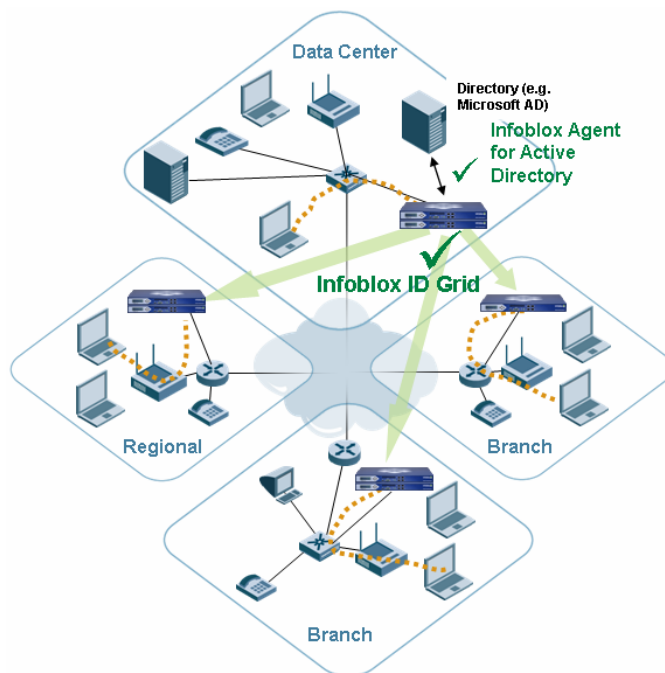 Data Center
Directory (e.g.
Microsoft AD)
Infoblox Agent
for Active
Directory
Infoblox ID Grid
Regional
Branch
Branch